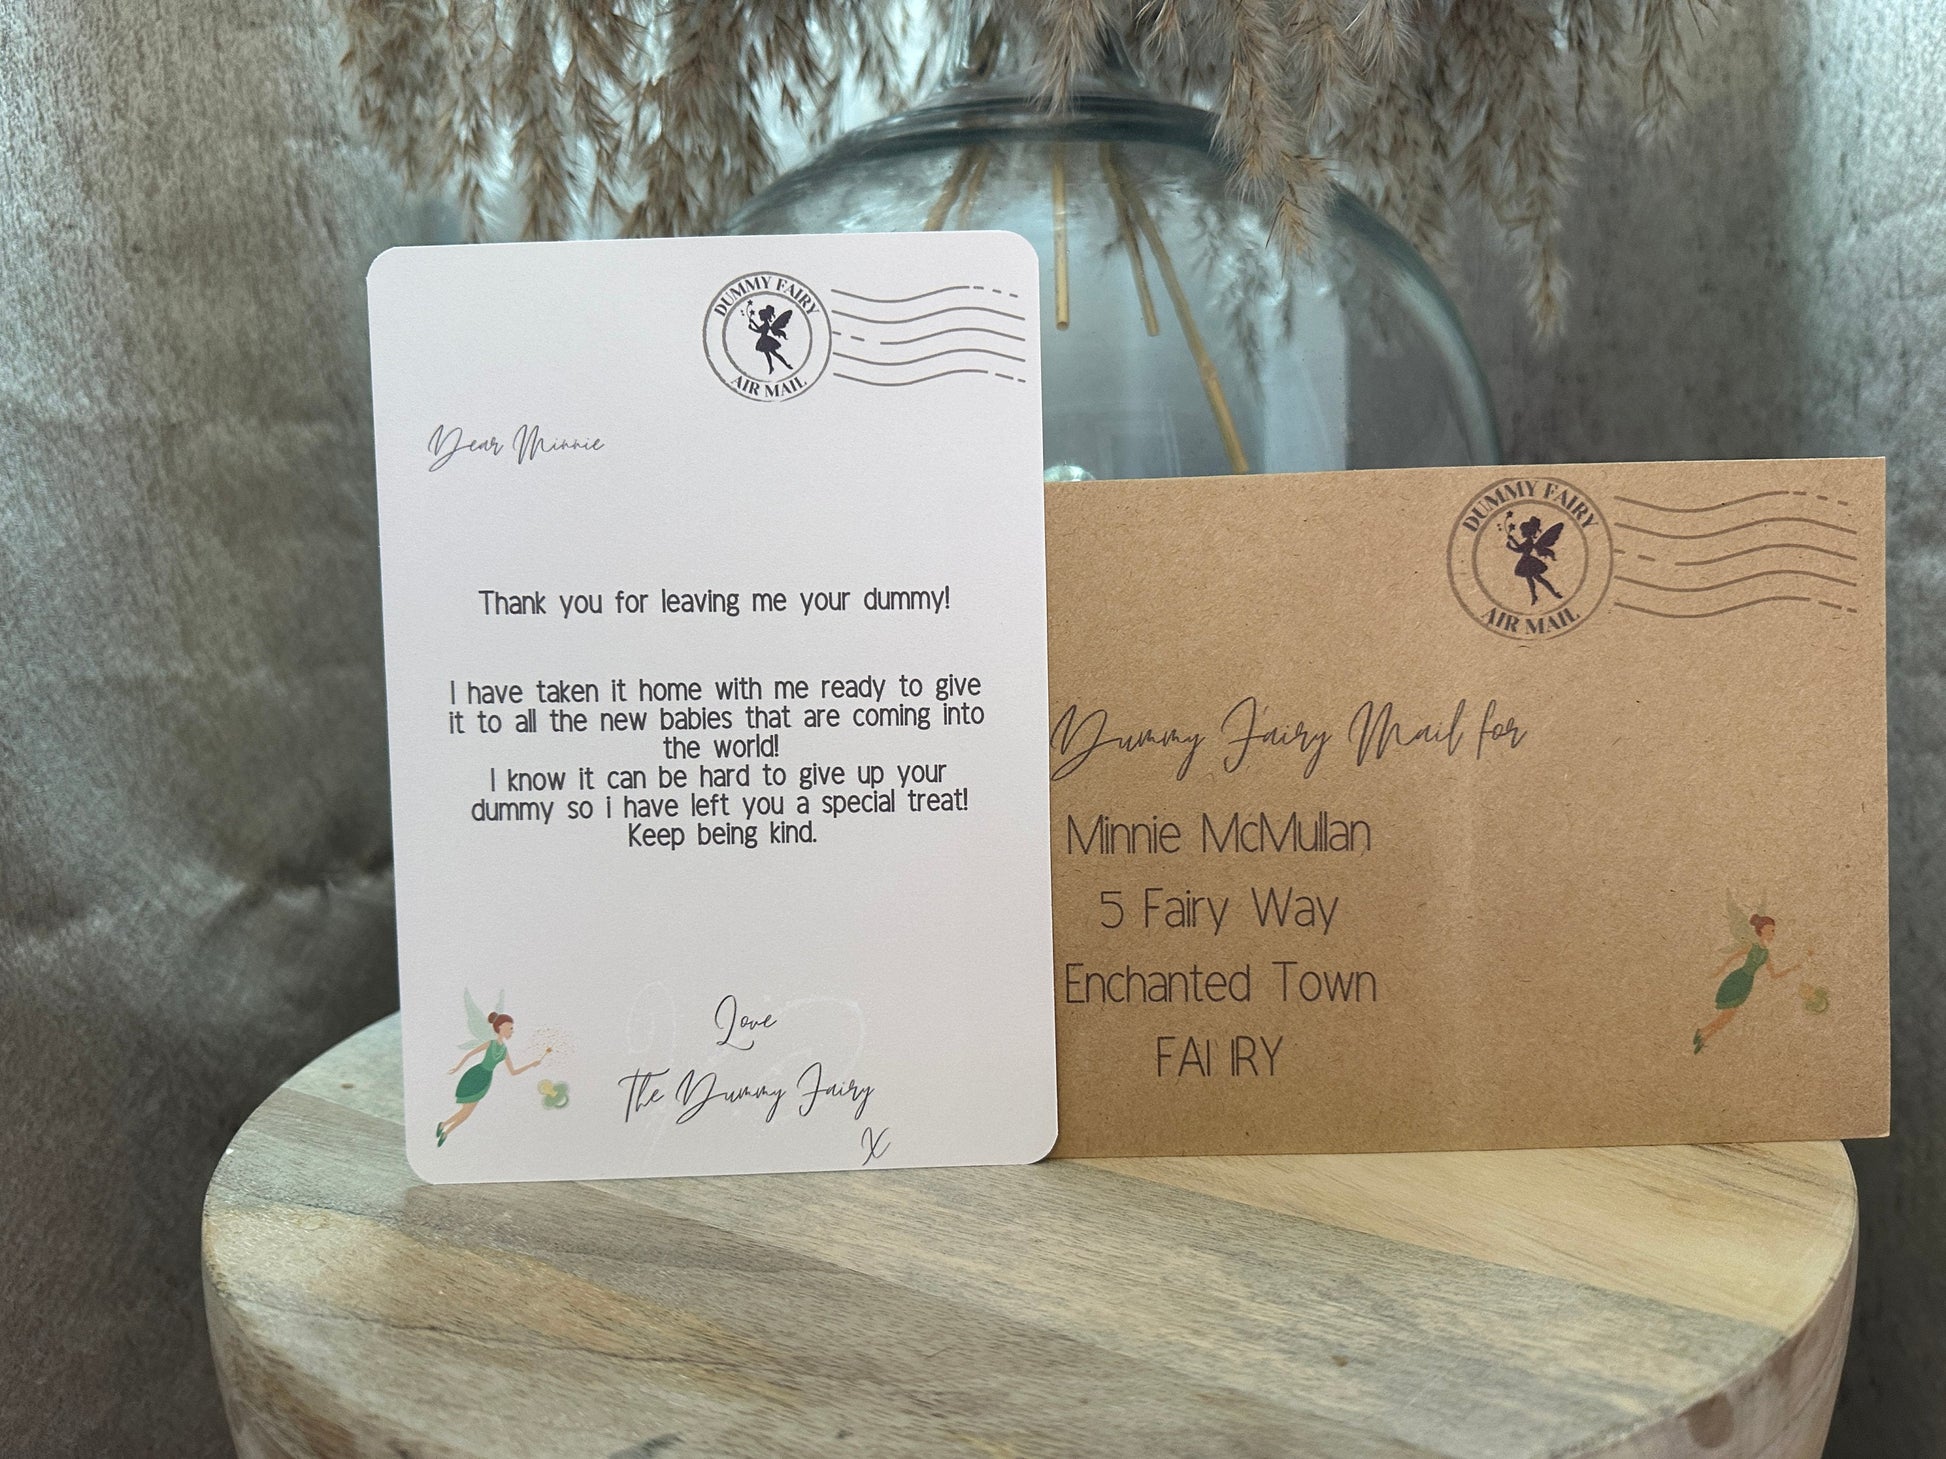 DUMMY FAIRY
AIR MAIL
Dear Minnie
Thank you for leaving me your dummy!
I have taken it home with me ready to give
it to all the new babies that are coming into
the world!
I know it can be hard to give up your
dummy so i have left you a special treat!
Keep being kind.
Love
The Dummy Fairy
X
DUMMY FAIRY
AIR MAIL
Dummy Fairy Mail for
Minnie McMullan
5 Fairy Way
Enchanted Town
FA1 1RY